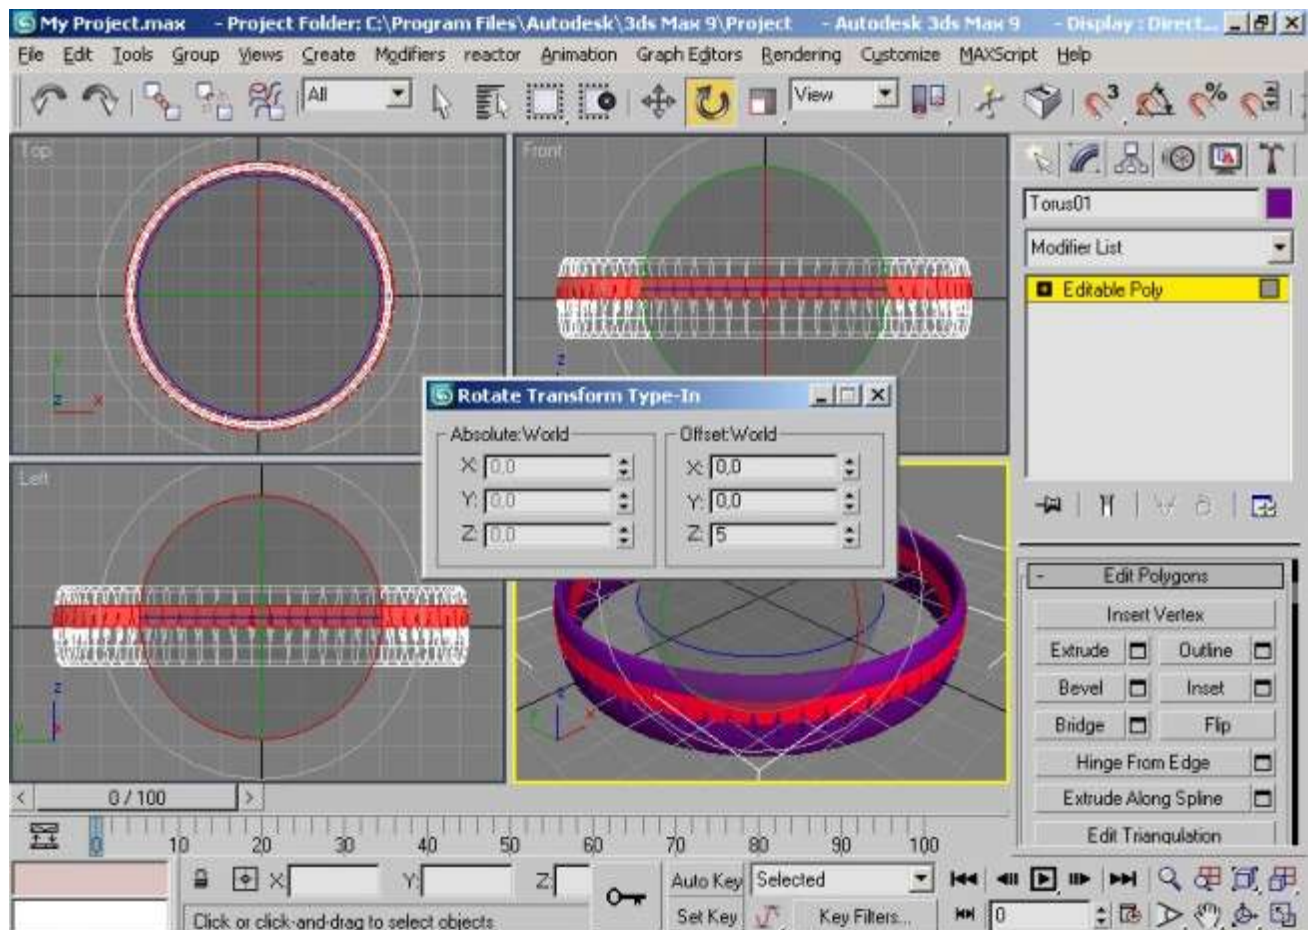 My Project.max - Project Folder: C:\Program Files\Autodesk\3ds Max 9\Project - Autodesk 3ds Max 9 - Display : Direct...
File Edit Tools Group Views Create Modifiers reactor Animation Graph Editors Rendering Customize MAXScript Help
All View 3 %
Top
Front
Torus01
Modifier List
Editable Poly
z
y
z x
Rotate Transform Type-In
Absolute:World Offset:World
X: 0,0 X: 0,0
Y: 0,0 Y: 0,0
Z: 0,0 Z: 5
Left
Edit Polygons
Insert Vertex
Extrude Outline
Bevel Inset
Bridge Flip
Hinge From Edge
Extrude Along Spline
Edit Triangulation
z
y x
z
y x
< 0 / 100 >
0 10 20 30 40 50 60 70 80 90 100
X: Y: Z: Auto Key Selected
Click or click-and-drag to select objects Set Key Key Filters... 0